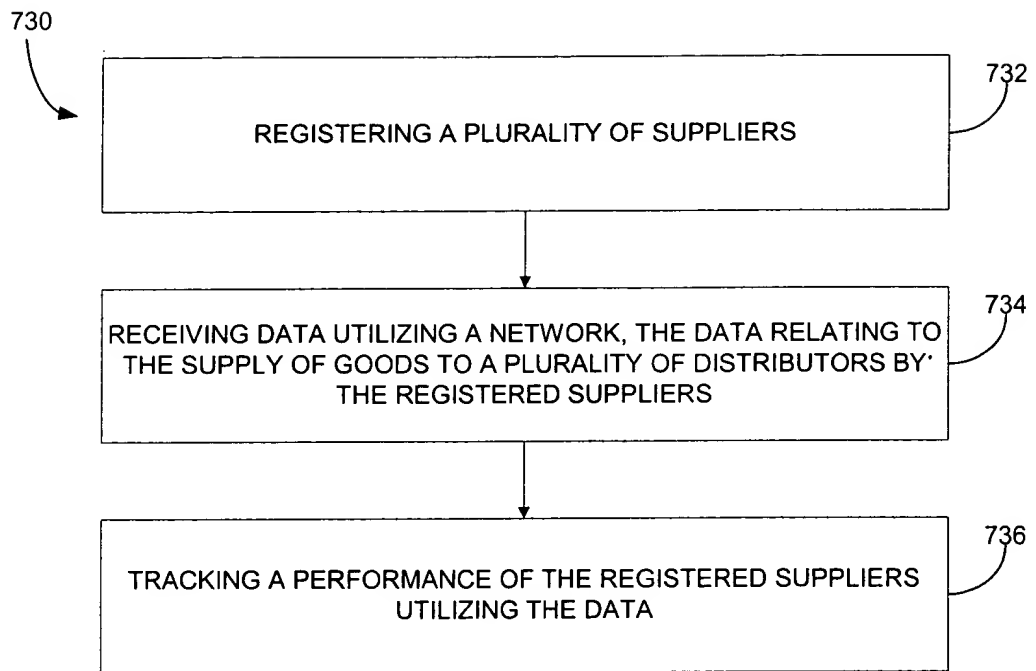 730
732
REGISTERING A PLURALITY OF SUPPLIERS
734
RECEIVING DATA UTILIZING A NETWORK, THE DATA RELATING TO
THE SUPPLY OF GOODS TO A PLURALITY OF DISTRIBUTORS BY
THE REGISTERED SUPPLIERS
736
TRACKING A PERFORMANCE OF THE REGISTERED SUPPLIERS
UTILIZING THE DATA